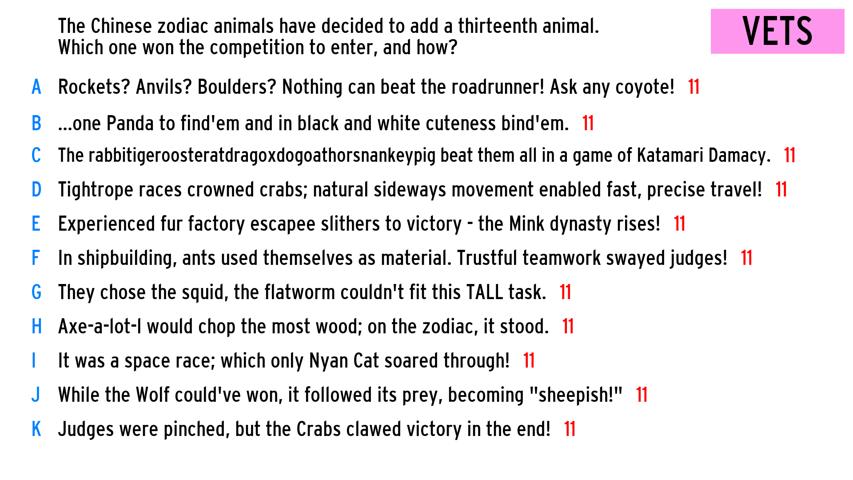 The Chinese zodiac animals have decided to add a thirteenth animal.
Which one won the competition to enter, and how?
VETS
A Rockets? Anvils? Boulders? Nothing can beat the roadrunner! Ask any coyote! 11
B ...one Panda to find'em and in black and white cuteness bind'em. 11
C The rabbitigeroosteratdragoxdogoathorsnankeypig beat them all in a game of Katamari Damacy. 11
D Tightrope races crowned crabs; natural sideways movement enabled fast, precise travel! 11
E Experienced fur factory escapee slithers to victory - the Mink dynasty rises! 11
F In shipbuilding, ants used themselves as material. Trustful teamwork swayed judges! 11
G They chose the squid, the flatworm couldn't fit this TALL task. 11
H Axe-a-lot-l would chop the most wood; on the zodiac, it stood. 11
I It was a space race; which only Nyan Cat soared through! 11
J While the Wolf could've won, it followed its prey, becoming "sheepish!" 11
K Judges were pinched, but the Crabs clawed victory in the end! 11